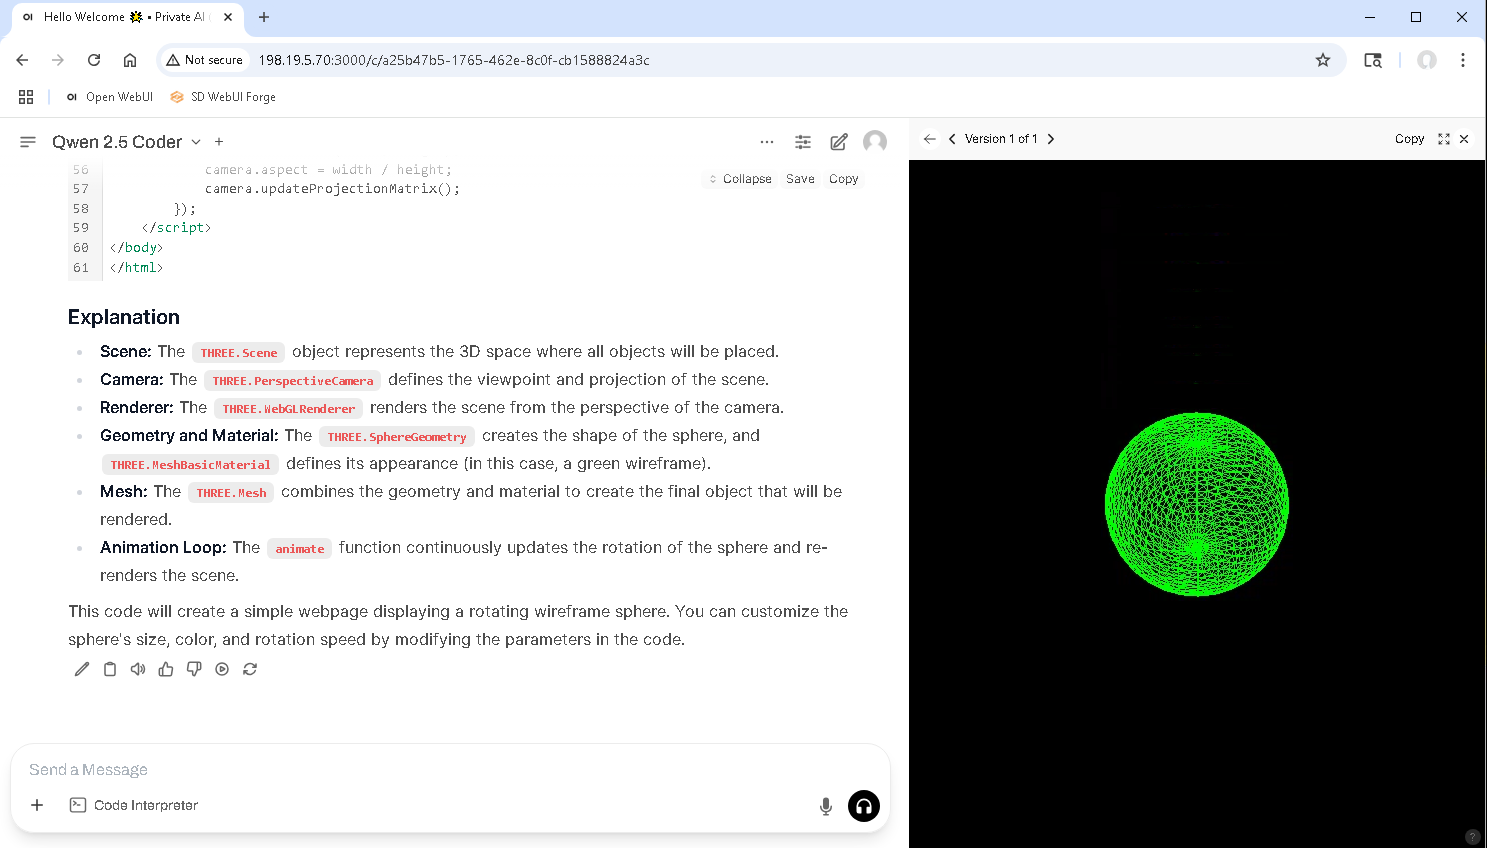 Hello Welcome • Private AI
Not secure 198.19.5.70:3000/c/a25b47b5-1765-462e-8c0f-cb1588824a3c
OI Open WebUI SD WebUI Forge
Qwen 2.5 Coder
Version 1 of 1 Copy
56 camera.aspect = width / height;
Collapse Save Copy
57 camera.updateProjectionMatrix();
58 });
59 </script>
60 </body>
61 </html>
Explanation
• Scene: The THREE.Scene object represents the 3D space where all objects will be placed.
• Camera: The THREE.PerspectiveCamera defines the viewpoint and projection of the scene.
• Renderer: The THREE.WebGLRenderer renders the scene from the perspective of the camera.
• Geometry and Material: The THREE.SphereGeometry creates the shape of the sphere, and
THREE.MeshBasicMaterial defines its appearance (in this case, a green wireframe).
• Mesh: The THREE.Mesh combines the geometry and material to create the final object that will be
rendered.
• Animation Loop: The animate function continuously updates the rotation of the sphere and re-
renders the scene.
This code will create a simple webpage displaying a rotating wireframe sphere. You can customize the
sphere's size, color, and rotation speed by modifying the parameters in the code.
Send a Message
Code Interpreter
?